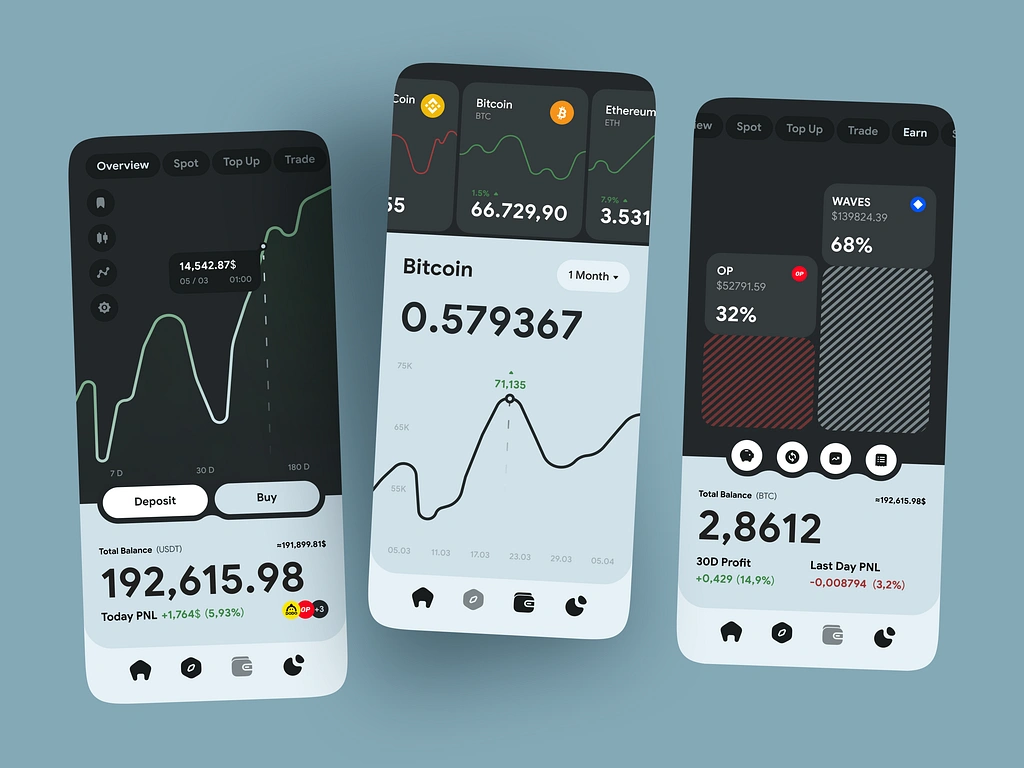 Overview Spot Top Up Trade
14,542.87$
05 / 03 01:00
7 D 30 D 180 D
Deposit Buy
Total Balance (USDT) ≈191,899.81$
192,615.98
Today PNL +1,764$ (5,93%)
DODO OP +3
Coin
55
Bitcoin
BTC
1.5%
66.729,90
Ethereum
ETH
7.9%
3.531
Bitcoin 1 Month
0.579367
75K
71,135
65K
55K
05.03 11.03 17.03 23.03 29.03 05.04
ew Spot Top Up Trade Earn S
WAVES
$139824.39
68%
OP OP
$52791.59
32%
Total Balance (BTC) ≈192,615.98$
2,8612
30D Profit Last Day PNL
+0,429 (14,9%) -0,008794 (3,2%)